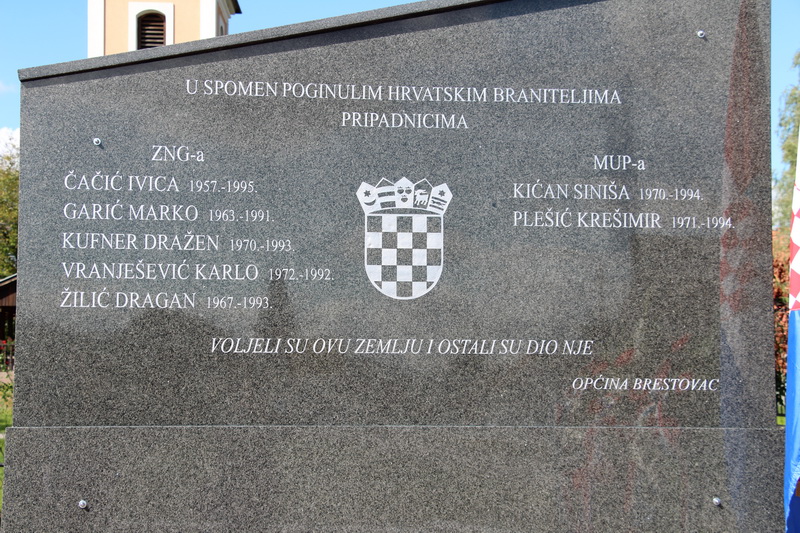 U SPOMEN POGINULIM HRVATSKIM BRANITELJIMA
PRIPADNICIMA
ZNG-a
ČAČIĆ IVICA 1957.-1995.
GARIĆ MARKO 1963.-1991.
KUFNER DRAŽEN 1970.-1993.
VRANJEŠEVIĆ KARLO 1972.-1992.
ŽILIĆ DRAGAN 1967.-1993.
MUP-a
KIĆAN SINIŠA 1970.-1994.
PLEŠIĆ KREŠIMIR 1971.-1994.
VOLJELI SU OVU ZEMLJU I OSTALI SU DIO NJE
OPĆINA BRESTOVAC